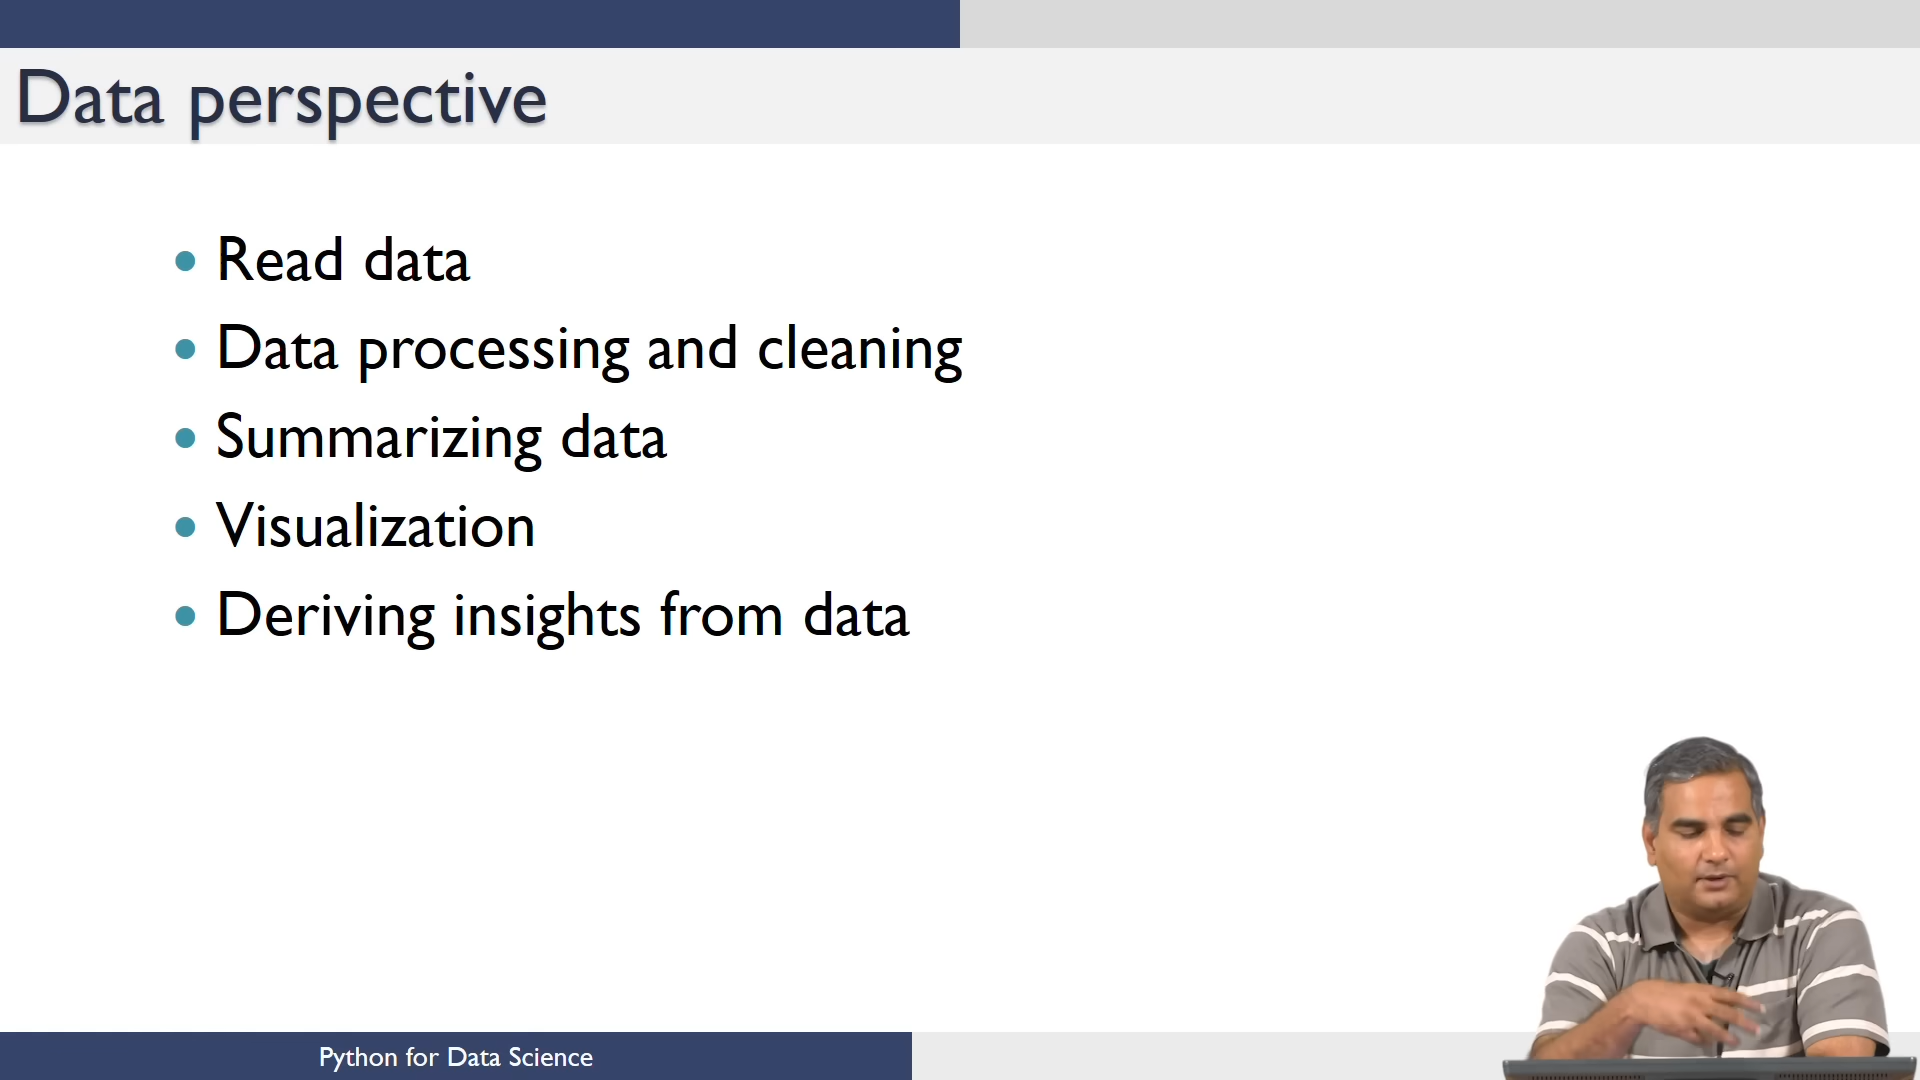 Data perspective
Read data
Data processing and cleaning
Summarizing data
Visualization
Deriving insights from data
Python for Data Science